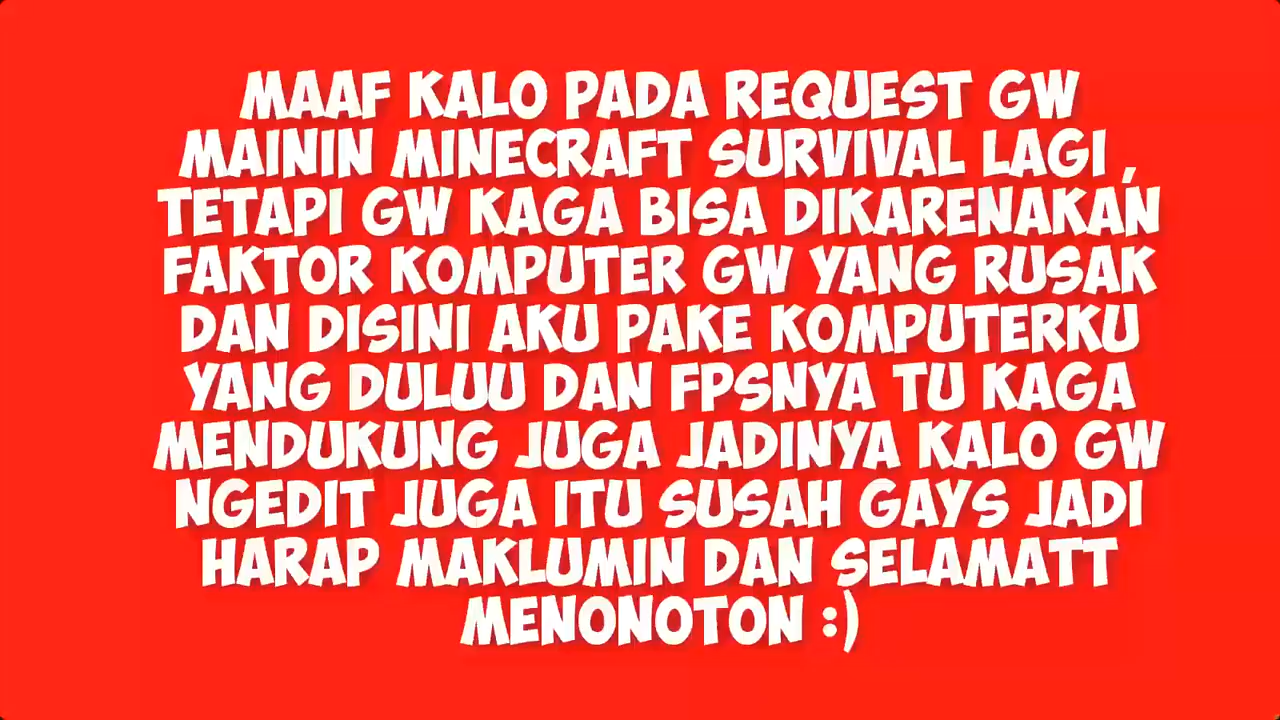 MAAF KALO PADA REQUEST GW
MAININ MINECRAFT SURVIVAL LAGI ,
TETAPI GW KAGA BISA DIKARENAKAN
FAKTOR KOMPUTER GW YANG RUSAK
DAN DISINI AKU PAKE KOMPUTERKU
YANG DULUU DAN FPSNYA TU KAGA
MENDUKUNG JUGA JADINYA KALO GW
NGEDIT JUGA ITU SUSAH GAYS JADI
HARAP MAKLUMIN DAN SELAMATT
MENONOTON :)